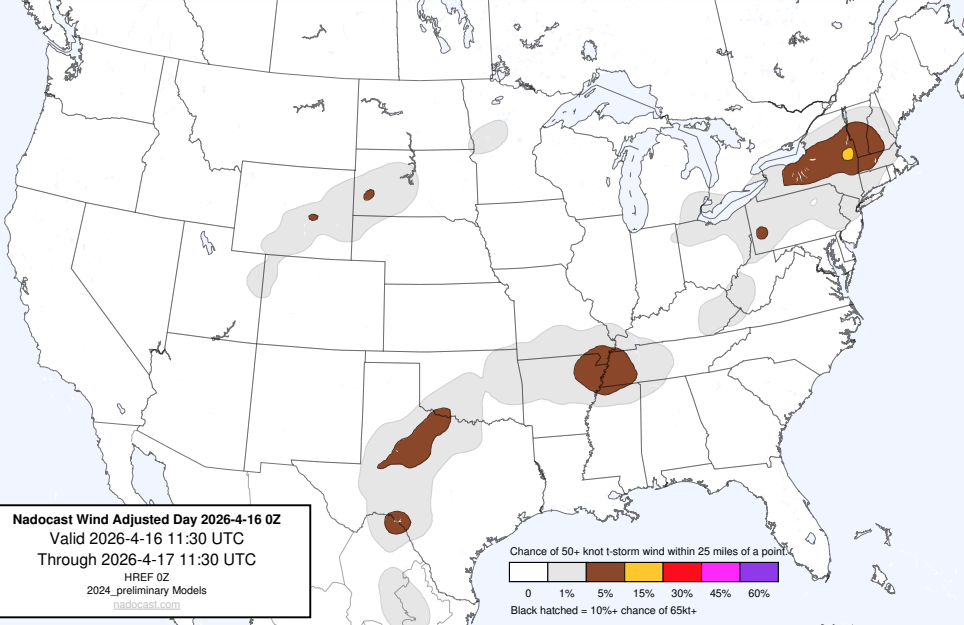 Nadocast Wind Adjusted Day 2026-4-16 0Z
Valid 2026-4-16 11:30 UTC
Through 2026-4-17 11:30 UTC
HREF 0Z
2024_preliminary Models
nadocast.com
Chance of 50+ knot t-storm wind within 25 miles of a point.
0 1% 5% 15% 30% 45% 60%
Black hatched = 10%+ chance of 65kt+